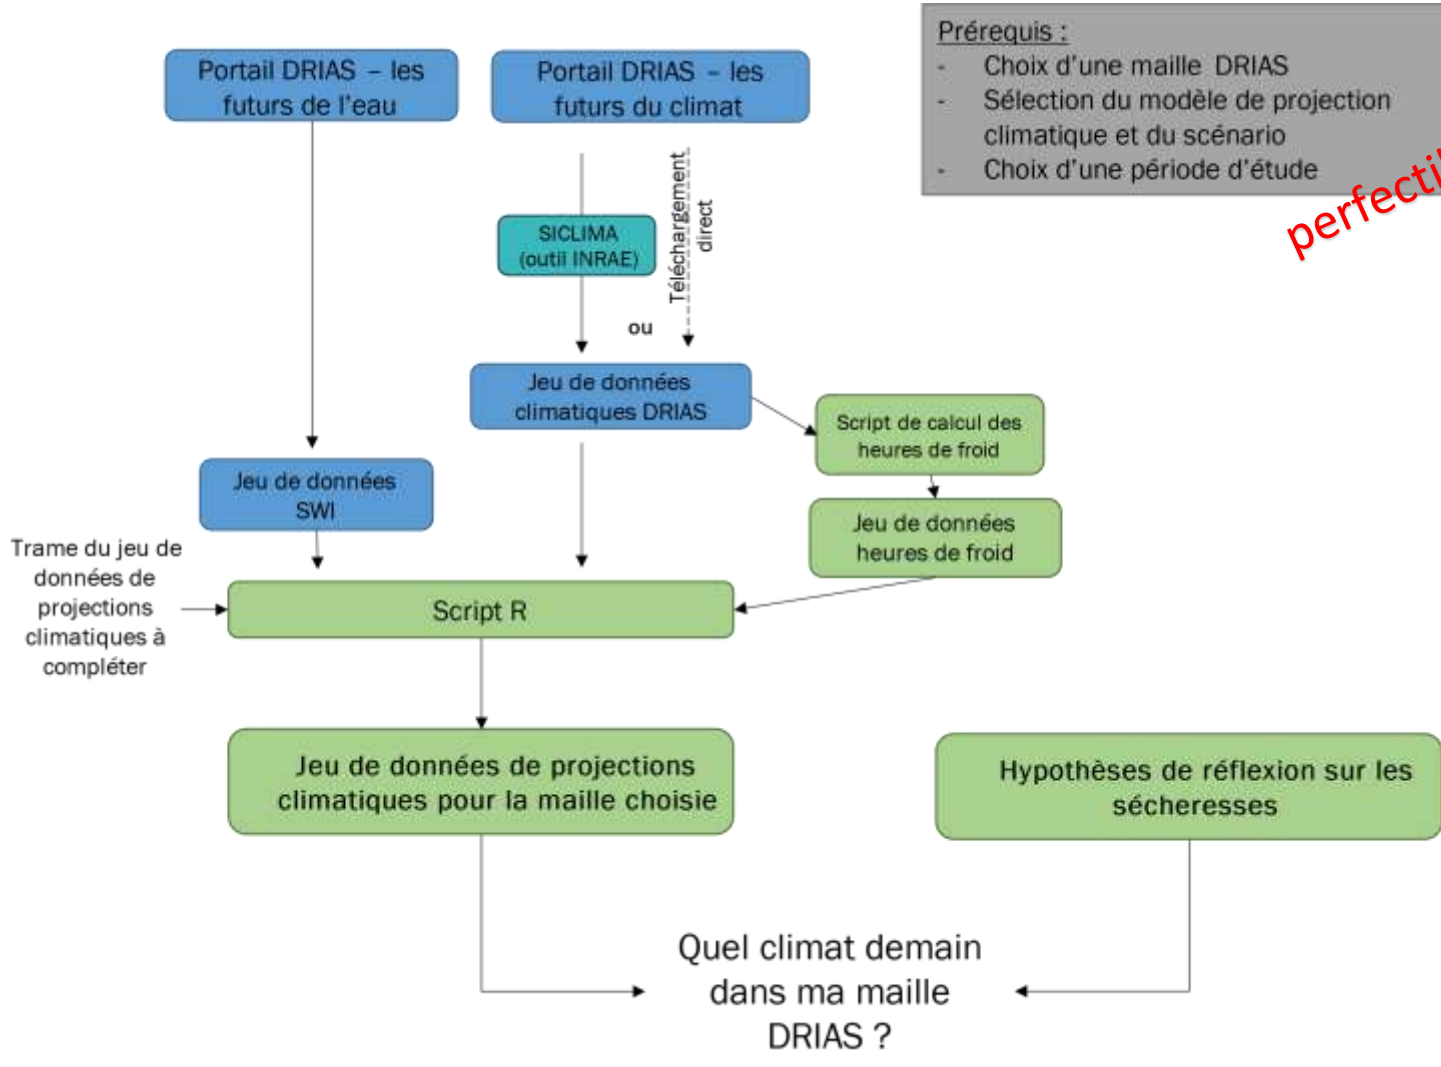 Portail DRIAS – les
futurs de l'eau
Portail DRIAS – les
futurs du climat
Prérequis :
- Choix d'une maille DRIAS
- Sélection du modèle de projection
climatique et du scénario
- Choix d'une période d'étude
SICLIMA
(outil INRAE)
Téléchargement
direct
ou
Jeu de données
climatiques DRIAS
Script de calcul des
heures de froid
Jeu de données
SWI
Jeu de données
heures de froid
Trame du jeu de
données de
projections
climatiques à
compléter
Script R
Jeu de données de projections
climatiques pour la maille choisie
Hypothèses de réflexion sur les
sécheresses
Quel climat demain
dans ma maille
DRIAS ?